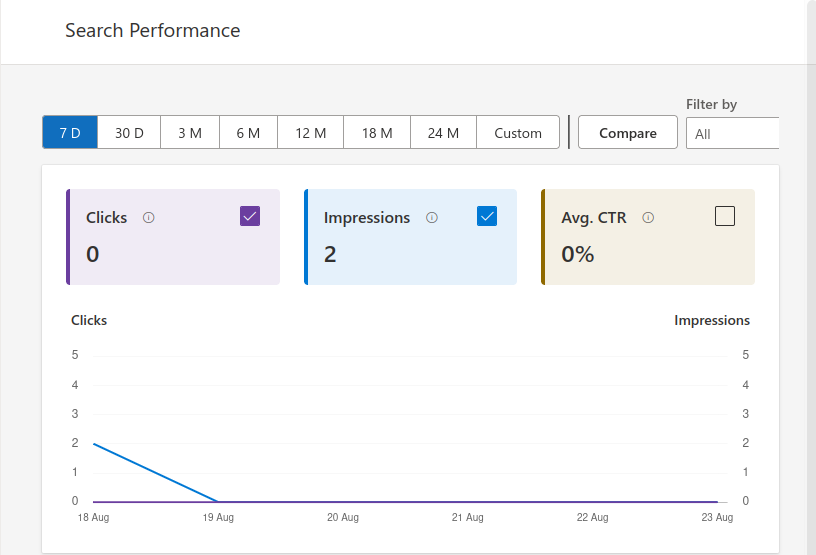 Search Performance
Filter by
7 D 30 D 3 M 6 M 12 M 18 M 24 M Custom Compare All
Clicks Impressions Avg. CTR
0 2 0%
Clicks Impressions
5 5
4 4
3 3
2 2
1 1
0 0
18 Aug 19 Aug 20 Aug 21 Aug 22 Aug 23 Aug